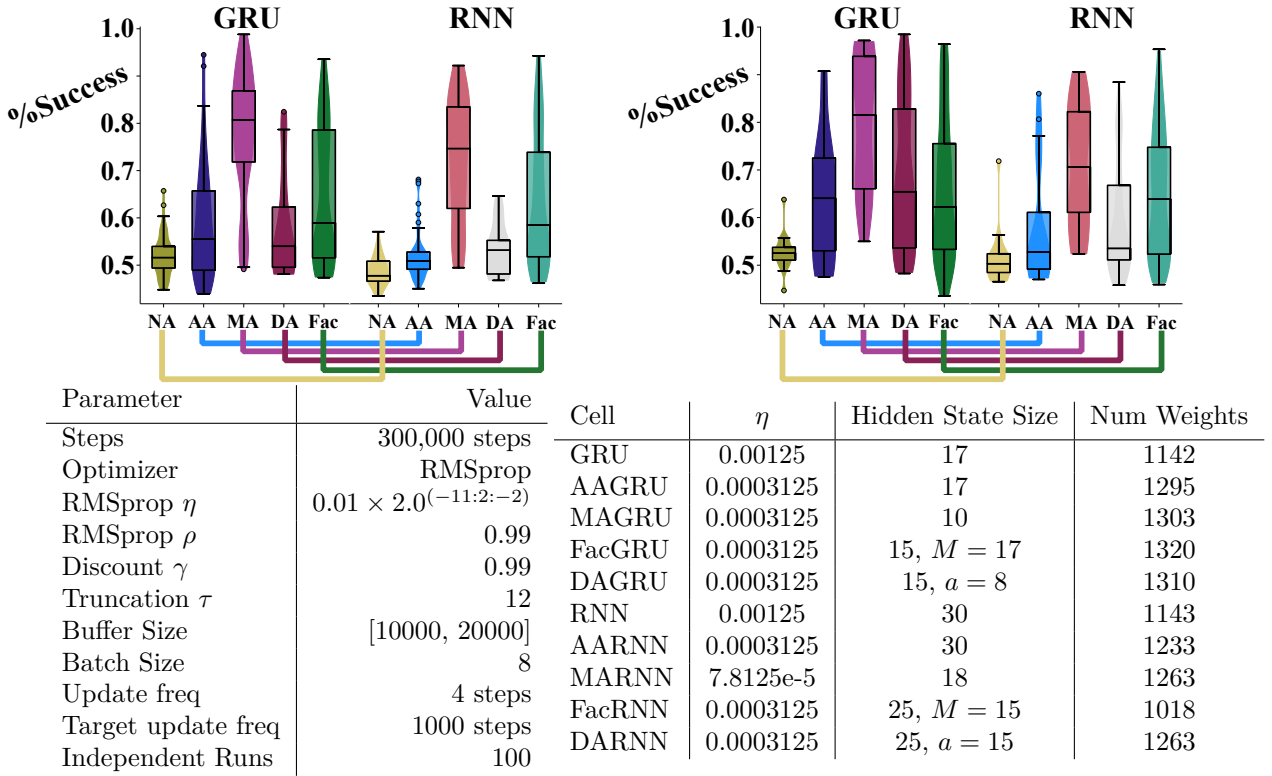 GRU RNN
1.0
%Success
0.9
0.8
0.7
0.6
0.5
NA AA MA DA Fac NA AA MA DA Fac
GRU RNN
1.0
%Success
0.9
0.8
0.7
0.6
0.5
NA AA MA DA Fac NA AA MA DA Fac
Parameter Value
Steps 300,000 steps
Optimizer RMSprop
RMSprop η 0.01 × 2.0^(−11:2:−2)
RMSprop ρ 0.99
Discount γ 0.99
Truncation τ 12
Buffer Size [10000, 20000]
Batch Size 8
Update freq 4 steps
Target update freq 1000 steps
Independent Runs 100
Cell η Hidden State Size Num Weights
GRU 0.00125 17 1142
AAGRU 0.0003125 17 1295
MAGRU 0.0003125 10 1303
FacGRU 0.0003125 15, M = 17 1320
DAGRU 0.0003125 15, a = 8 1310
RNN 0.00125 30 1143
AARNN 0.0003125 30 1233
MARNN 7.8125e-5 18 1263
FacRNN 0.0003125 25, M = 15 1018
DARNN 0.0003125 25, a = 15 1263